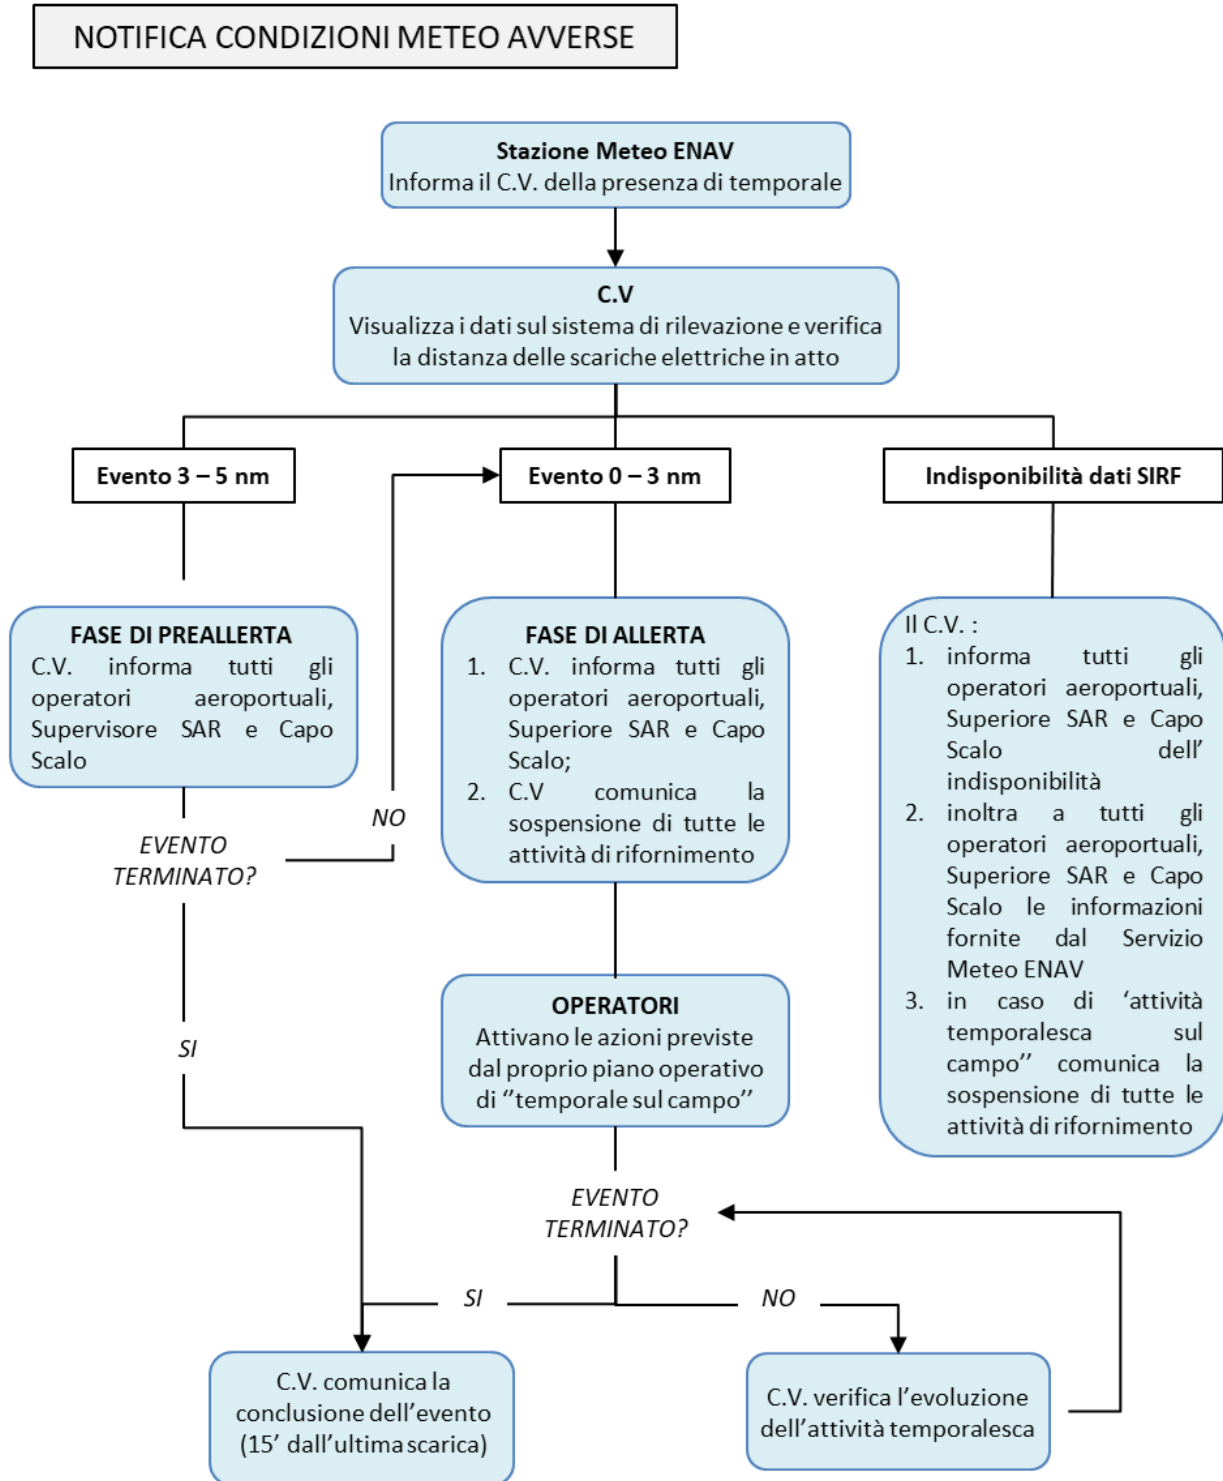 NOTIFICA CONDIZIONI METEO AVVERSE
Stazione Meteo ENAV
Informa il C.V. della presenza di temporale
C.V
Visualizza i dati sul sistema di rilevazione e verifica
la distanza delle scariche elettriche in atto
Evento 3 – 5 nm
Evento 0 – 3 nm
Indisponibilità dati SIRF
FASE DI PREALLERTA
C.V. informa tutti gli
operatori aeroportuali,
Supervisore SAR e Capo
Scalo
EVENTO
TERMINATO?
NO
SI
FASE DI ALLERTA
1. C.V. informa tutti gli
operatori aeroportuali,
Superiore SAR e Capo
Scalo;
2. C.V comunica la
sospensione di tutte le
attività di rifornimento
Il C.V. :
1. informa tutti gli
operatori aeroportuali,
Superiore SAR e Capo
Scalo dell'
indisponibilità
2. inoltra a tutti gli
operatori aeroportuali,
Superiore SAR e Capo
Scalo le informazioni
fornite dal Servizio
Meteo ENAV
3. in caso di ‘attività
temporalesca sul
campo’’ comunica la
sospensione di tutte le
attività di rifornimento
OPERATORI
Attivano le azioni previste
dal proprio piano operativo
di ‘’temporale sul campo’’
EVENTO
TERMINATO?
SI
NO
C.V. comunica la
conclusione dell’evento
(15’ dall’ultima scarica)
C.V. verifica l’evoluzione
dell’attività temporalesca